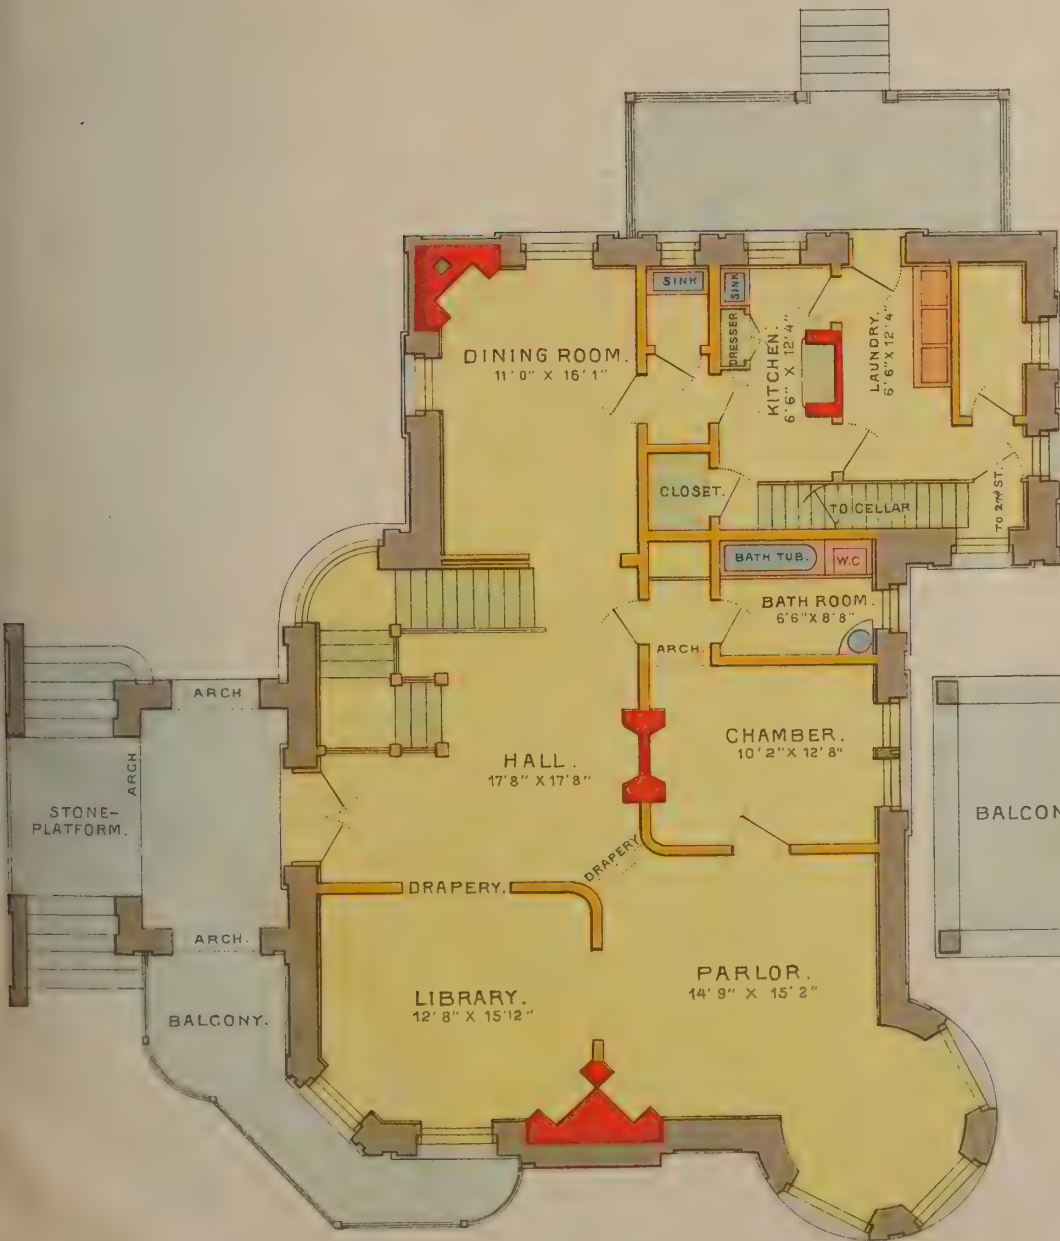 SINK
SINK
DRESSER
KITCHEN.
6'6" X 12'4"
LAUNDRY.
6'6" X 12'4"
DINING ROOM.
11'0" X 16'1"
CLOSET.
TO CELLAR
TO 2nd ST.
BATH TUB.
W.C
BATH ROOM.
6'6" X 8'8"
ARCH.
ARCH
ARCH
CHAMBER.
10'2" X 12'8"
HALL.
17'8" X 17'8"
STONE-
PLATFORM.
BALCON
DRAPERY
DRAPERY.
ARCH.
PARLOR.
14'9" X 15'2"
LIBRARY.
12'8" X 15'12"
BALCONY.